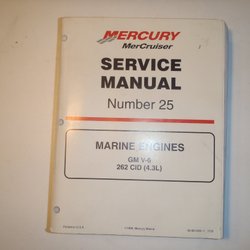 MERCURY
MerCruiser
SERVICE
MANUAL
Number 25
MARINE ENGINES
GM V-6
262 CID (4.3L)